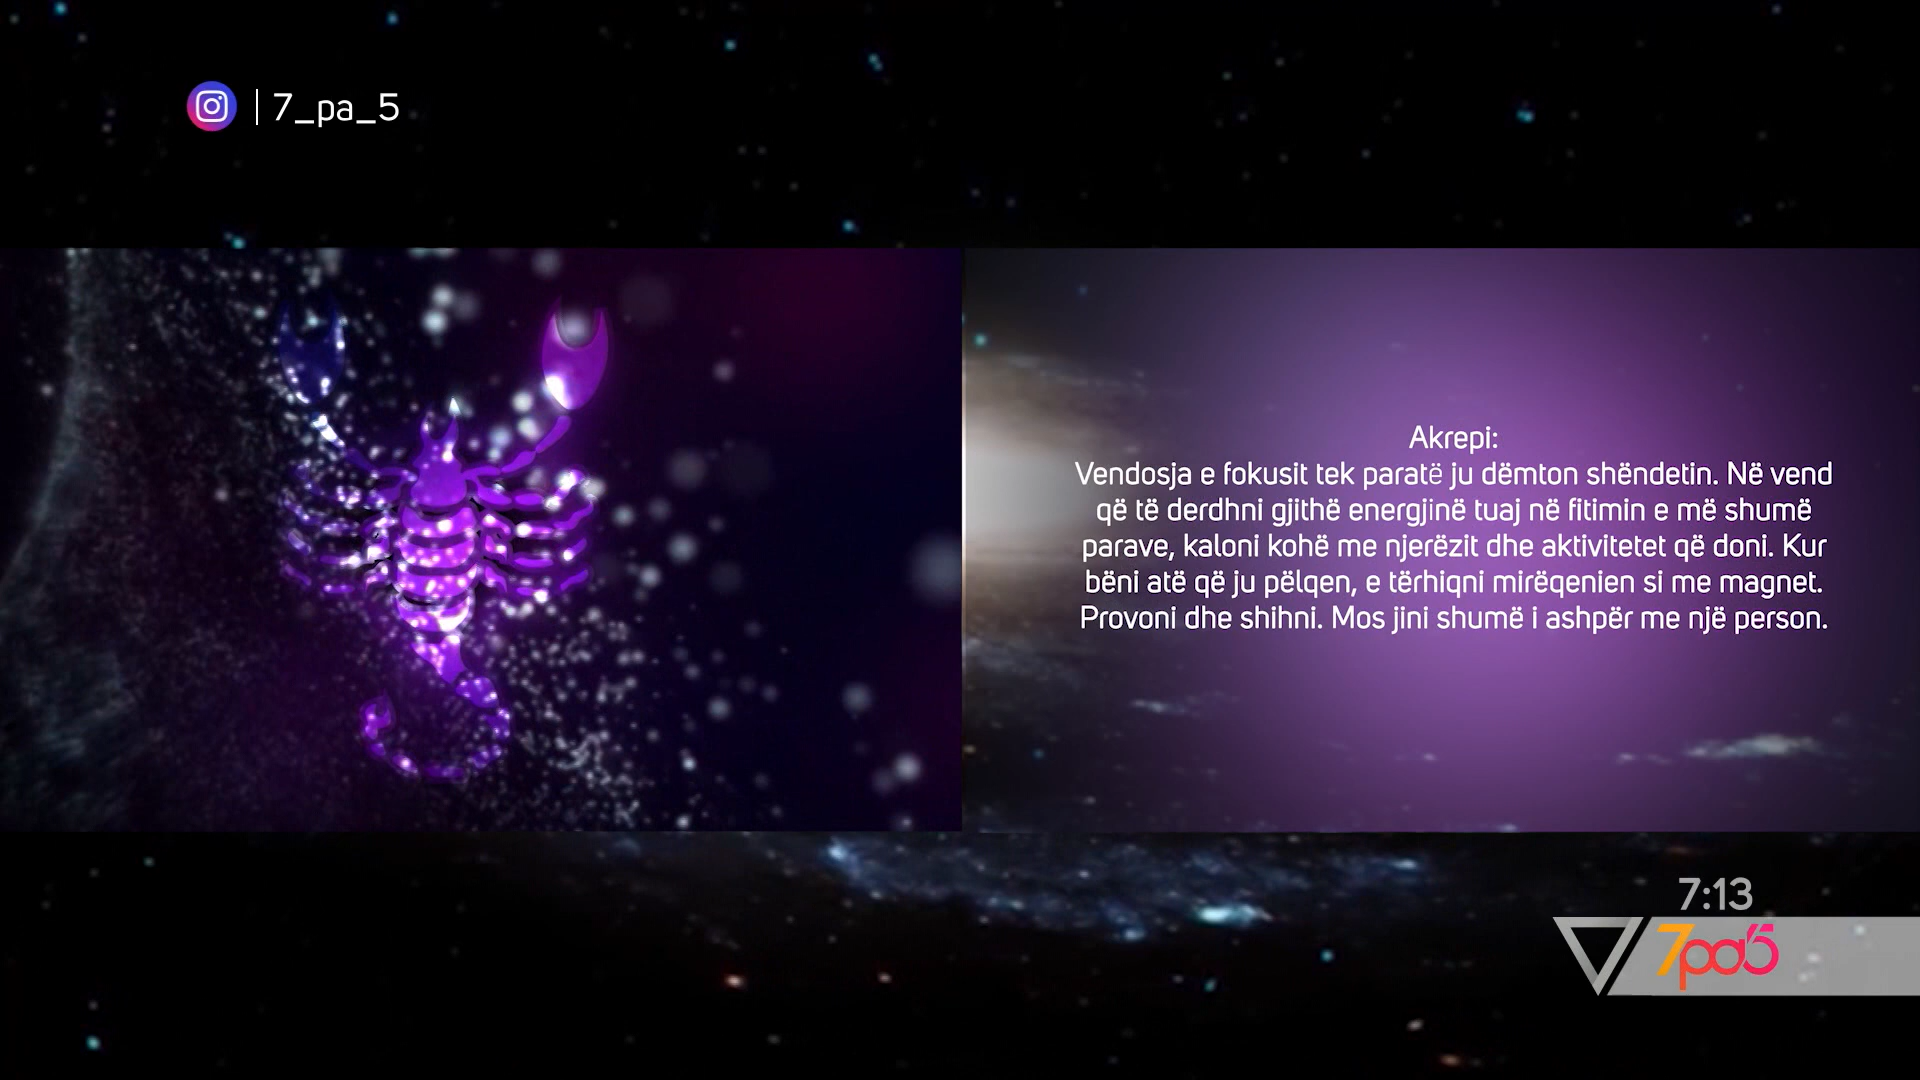 7_pa_5
Akrepi:
Vendosja e fokusit tek paratë ju dëmton shëndetin. Në vend
që të derdhni gjithë energjinë tuaj në fitimin e më shumë
parave, kaloni kohë me njerëzit dhe aktivitetet që doni. Kur
bëni atë që ju pëlqen, e tërhiqni mirëqenien si me magnet.
Provoni dhe shihni. Mos jini shumë i ashpër me një person.
7:13
7pa5